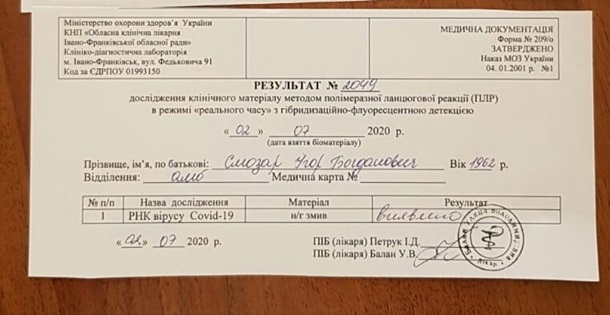 Міністерство охорони здоров'я України
КНП «Обласна клінічна лікарня
Івано-Франківської обласної ради»
Клініко-діагностична лабораторія
м. Івано-Франківськ, вул. Федьковича 91
Код за ЄДРПОУ 01993150
МЕДИЧНА ДОКУМЕНТАЦІЯ
Форма № 209/о
ЗАТВЕРДЖЕНО
Наказ МОЗ України
04. 01.2001 р. №1
РЕЗУЛЬТАТ № 2049
дослідження клінічного матеріалу методом полімеразної ланцюгової реакції (ПЛР)
в режимі «реального часу» з гібридизаційно-флуоресцентною детекцією
« 02 » 07 2020 р.
(дата взяття біоматеріалу)
Прізвище, ім'я, по батькові: Ігор Богданович Вік 1962 р.
Відділення: амб Медична карта №
№ п/п Назва дослідження Матеріал Результат
1 РНК вірусу Covid-19 н/г змив виявлено
« 02 » 07 2020 р.
ПІБ (лікаря) Петрук І.Д.
ПІБ (лікаря) Балан У.В.